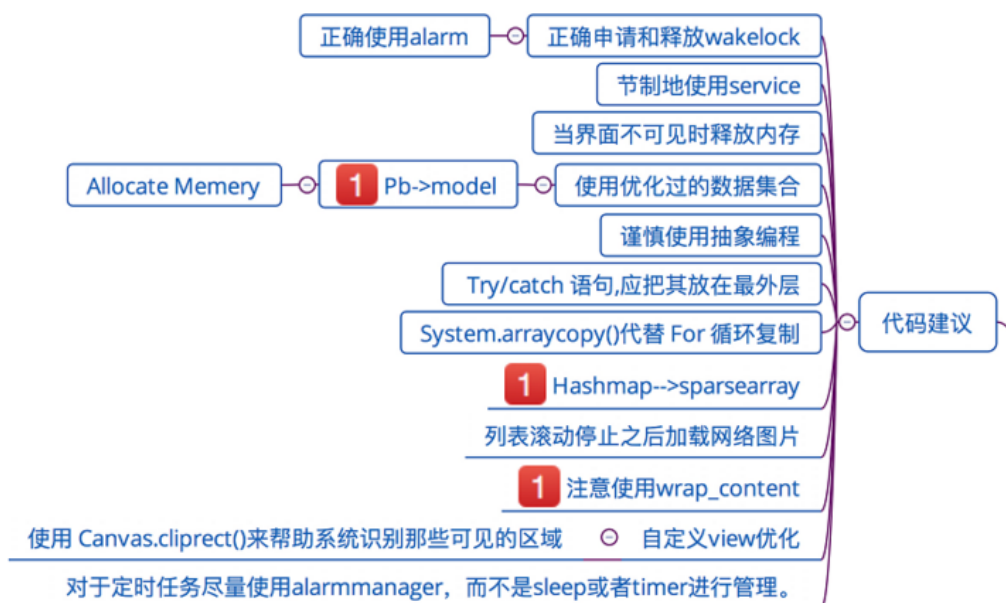 正确使用alarm
正确申请和释放wakelock
节制地使用service
当界面不可见时释放内存
Allocate Memery
1 Pb->model
使用优化过的数据集合
谨慎使用抽象编程
Try/catch 语句,应把其放在最外层
System.arraycopy()代替 For 循环复制
代码建议
1 Hashmap-->sparsearray
列表滚动停止之后加载网络图片
1 注意使用wrap_content
使用 Canvas.cliprect()来帮助系统识别那些可见的区域
自定义view优化
对于定时任务尽量使用alarmmanager，而不是sleep或者timer进行管理。